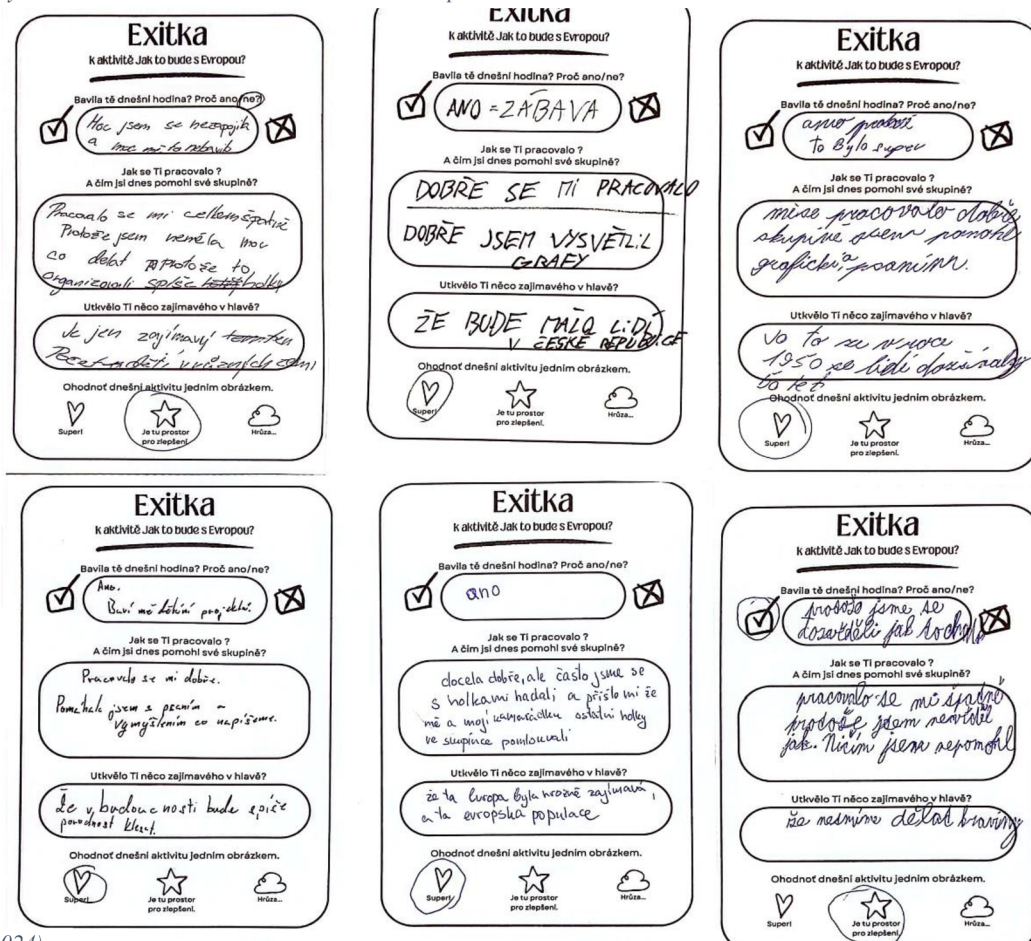 Exitka
k aktivitě Jak to bude s Evropou?
Bavila tě dnešní hodina? Proč ano/ne?
Moc jsem se nezapojila
a moc mě to nebavilo
Jak se Ti pracovalo ?
A čím jsi dnes pomohl své skupině?
Pracovalo se mi celkem špatně
Protože jsem neměla moc
co delat a protože to
organizovali spíše holky
Utkvělo Ti něco zajímavého v hlavě?
zajímavý
Ohodnoť dnešní aktivitu jedním obrázkem.
Super!
Je tu prostor
pro zlepšení.
Hrůza...
Exitka
k aktivitě Jak to bude s Evropou?
Bavila tě dnešní hodina? Proč ano/ne?
ANO = ZÁBAVA
Jak se Ti pracovalo ?
A čím jsi dnes pomohl své skupině?
DOBŘE SE MI PRACOVALO
DOBŘE JSEM VYSVĚTLIL
GRAFY
Utkvělo Ti něco zajímavého v hlavě?
ŽE BUDE MÁLO LIDÍ
V ČESKÉ REPUBLICE
Ohodnoť dnešní aktivitu jedním obrázkem.
Super!
Je tu prostor
pro zlepšení.
Hrůza...
Exitka
k aktivitě Jak to bude s Evropou?
Bavila tě dnešní hodina? Proč ano/ne?
ano protože
to bylo super
Jak se Ti pracovalo ?
A čím jsi dnes pomohl své skupině?
mi se pracovalo dobře
skupině jsem pomohl
graficky a psaním.
Utkvělo Ti něco zajímavého v hlavě?
to že v roce
1950 se lidi dožívaly
let
Ohodnoť dnešní aktivitu jedním obrázkem.
Super!
Je tu prostor
pro zlepšení.
Hrůza...
Exitka
k aktivitě Jak to bude s Evropou?
Bavila tě dnešní hodina? Proč ano/ne?
Ano.
Baví mě dělání projektů.
Jak se Ti pracovalo ?
A čím jsi dnes pomohl své skupině?
Pracovalo se mi dobře.
Pomáhala jsem s psaním a
vymýšlením co napíšeme.
Utkvělo Ti něco zajímavého v hlavě?
Že v budoucnosti bude spíše
porodnost klesat.
Ohodnoť dnešní aktivitu jedním obrázkem.
Super!
Je tu prostor
pro zlepšení.
Hrůza...
Exitka
k aktivitě Jak to bude s Evropou?
Bavila tě dnešní hodina? Proč ano/ne?
ano
Jak se Ti pracovalo ?
A čím jsi dnes pomohl své skupině?
docela dobře, ale často jsme se
s holkami hádali a přišlo mi že
mě a moji kamarádku ostatní holky
ve skupince pomlouvali
Utkvělo Ti něco zajímavého v hlavě?
že ta Evropa byla hrozně zajímavá,
a ta evropská populace
Ohodnoť dnešní aktivitu jedním obrázkem.
Super!
Je tu prostor
pro zlepšení.
Hrůza...
Exitka
k aktivitě Jak to bude s Evropou?
Bavila tě dnešní hodina? Proč ano/ne?
jsme se
jak to
Jak se Ti pracovalo ?
A čím jsi dnes pomohl své skupině?
pracovalo se mi špatně
protože jsem nevěděl
jak. Ničím jsem nepomohl
Utkvělo Ti něco zajímavého v hlavě?
že nesmíme dělat kraviny
Ohodnoť dnešní aktivitu jedním obrázkem.
Super!
Je tu prostor
pro zlepšení.
Hrůza...